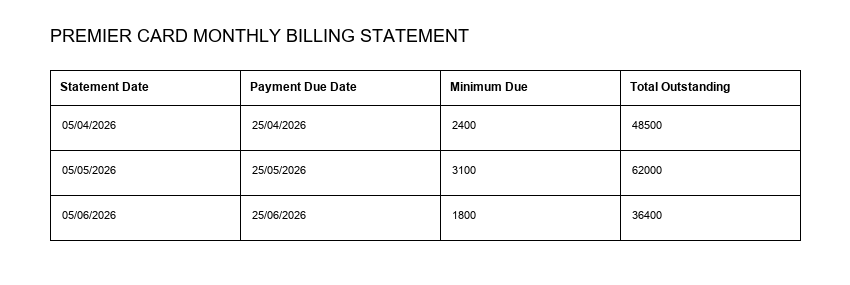 PREMIER CARD MONTHLY BILLING STATEMENT
Statement Date Payment Due Date Minimum Due Total Outstanding
05/04/2026 25/04/2026 2400 48500
05/05/2026 25/05/2026 3100 62000
05/06/2026 25/06/2026 1800 36400